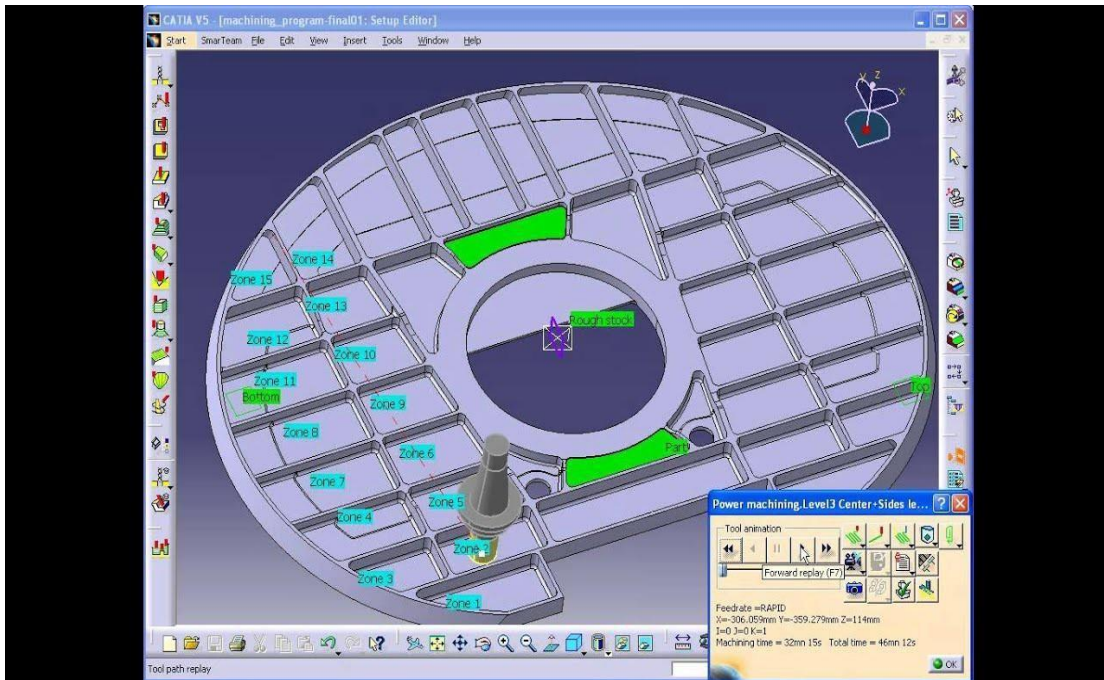 CATIA V5 - [machining_program-final01: Setup Editor]
Start SmarTeam File Edit View Insert Tools Window Help
y z x
Zone 14
Zone 15
Zone 13
Rough stock
Zone 12
Zone 10
Zone 11
Bottom
Top
Zone 9
Zone 8
Part
Zone 6
Zone 7
Zone 5
Zone 4
Zone 2
Zone 3
Zone 1
Power machining.Level3 Center+Sides le...
Tool animation
Forward replay (F7)
Feedrate =RAPID
X=-306.059mm Y=-359.279mm Z=114mm
I=0 J=0 K=1
Machining time = 32mn 15s Total time = 46mn 12s
OK
Tool path replay